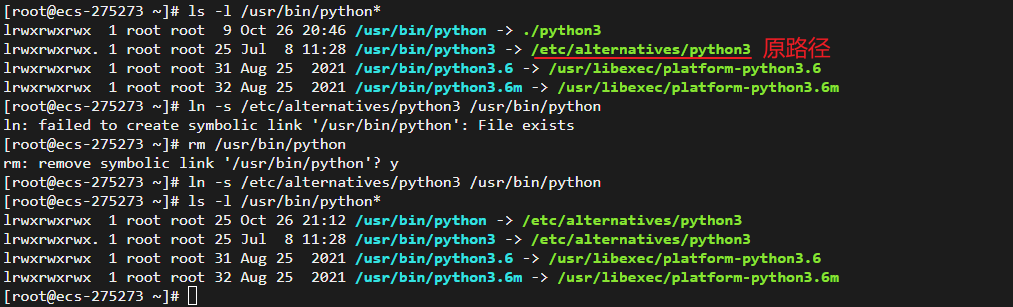 [root@ecs-275273 ~]# ls -l /usr/bin/python*
lrwxrwxrwx  1 root root  9 Oct 26 20:46 /usr/bin/python -> ./python3
lrwxrwxrwx. 1 root root 25 Jul  8 11:28 /usr/bin/python3 -> /etc/alternatives/python3 原路径
lrwxrwxrwx  1 root root 31 Aug 25  2021 /usr/bin/python3.6 -> /usr/libexec/platform-python3.6
lrwxrwxrwx  1 root root 32 Aug 25  2021 /usr/bin/python3.6m -> /usr/libexec/platform-python3.6m
[root@ecs-275273 ~]# ln -s /etc/alternatives/python3 /usr/bin/python
ln: failed to create symbolic link '/usr/bin/python': File exists
[root@ecs-275273 ~]# rm /usr/bin/python
rm: remove symbolic link '/usr/bin/python'? y
[root@ecs-275273 ~]# ln -s /etc/alternatives/python3 /usr/bin/python
[root@ecs-275273 ~]# ls -l /usr/bin/python*
lrwxrwxrwx  1 root root 25 Oct 26 21:12 /usr/bin/python -> /etc/alternatives/python3
lrwxrwxrwx. 1 root root 25 Jul  8 11:28 /usr/bin/python3 -> /etc/alternatives/python3
lrwxrwxrwx  1 root root 31 Aug 25  2021 /usr/bin/python3.6 -> /usr/libexec/platform-python3.6
lrwxrwxrwx  1 root root 32 Aug 25  2021 /usr/bin/python3.6m -> /usr/libexec/platform-python3.6m
[root@ecs-275273 ~]#